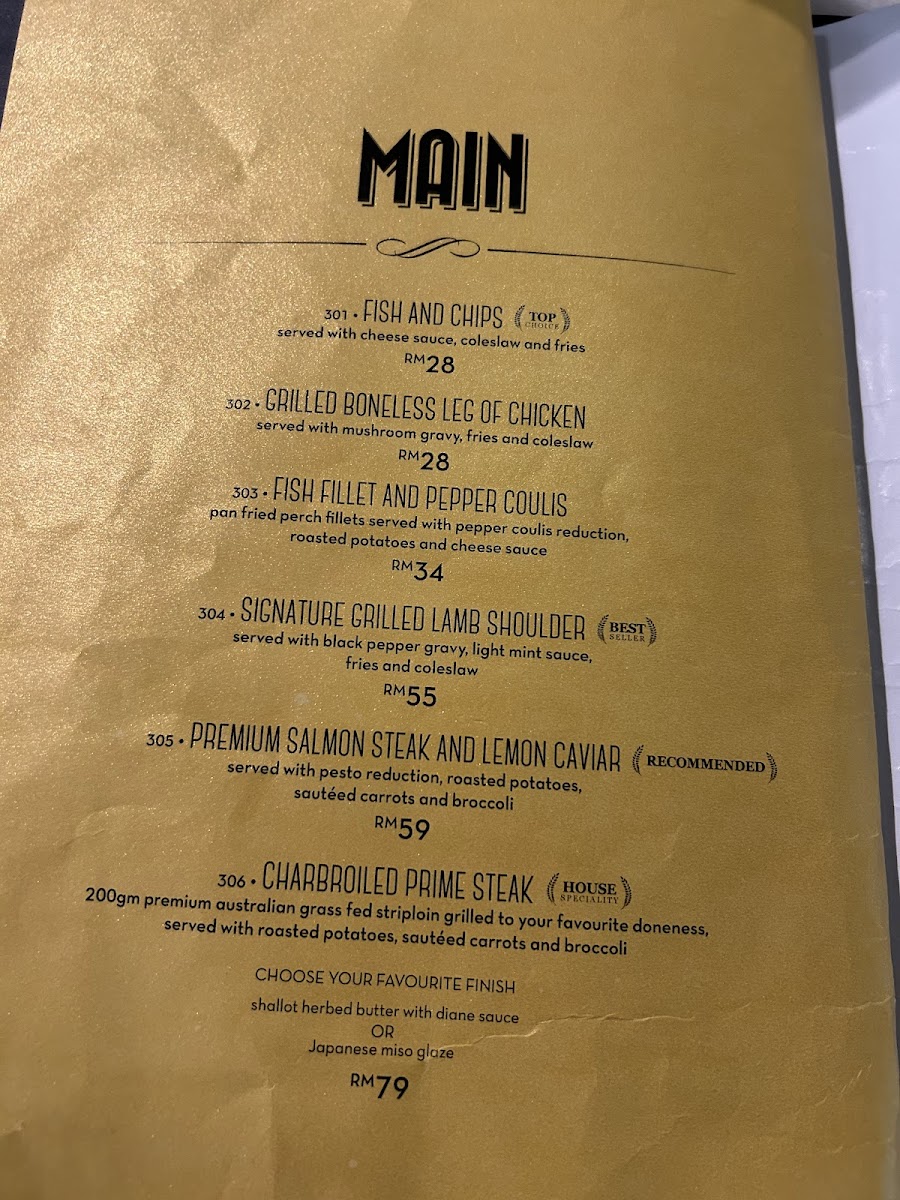 MAIN
301 • FISH AND CHIPS TOP CHOICE
served with cheese sauce, coleslaw and fries
RM28
302 • GRILLED BONELESS LEG OF CHICKEN
served with mushroom gravy, fries and coleslaw
RM28
303 • FISH FILLET AND PEPPER COULIS
pan fried perch fillets served with pepper coulis reduction,
roasted potatoes and cheese sauce
RM34
304 • SIGNATURE GRILLED LAMB SHOULDER BEST SELLER
served with black pepper gravy, light mint sauce,
fries and coleslaw
RM55
305 • PREMIUM SALMON STEAK AND LEMON CAVIAR RECOMMENDED
served with pesto reduction, roasted potatoes,
sautéed carrots and broccoli
RM59
306 • CHARBROILED PRIME STEAK HOUSE SPECIALITY
200gm premium australian grass fed striploin grilled to your favourite doneness,
served with roasted potatoes, sautéed carrots and broccoli
CHOOSE YOUR FAVOURITE FINISH
shallot herbed butter with diane sauce
OR
Japanese miso glaze
RM79